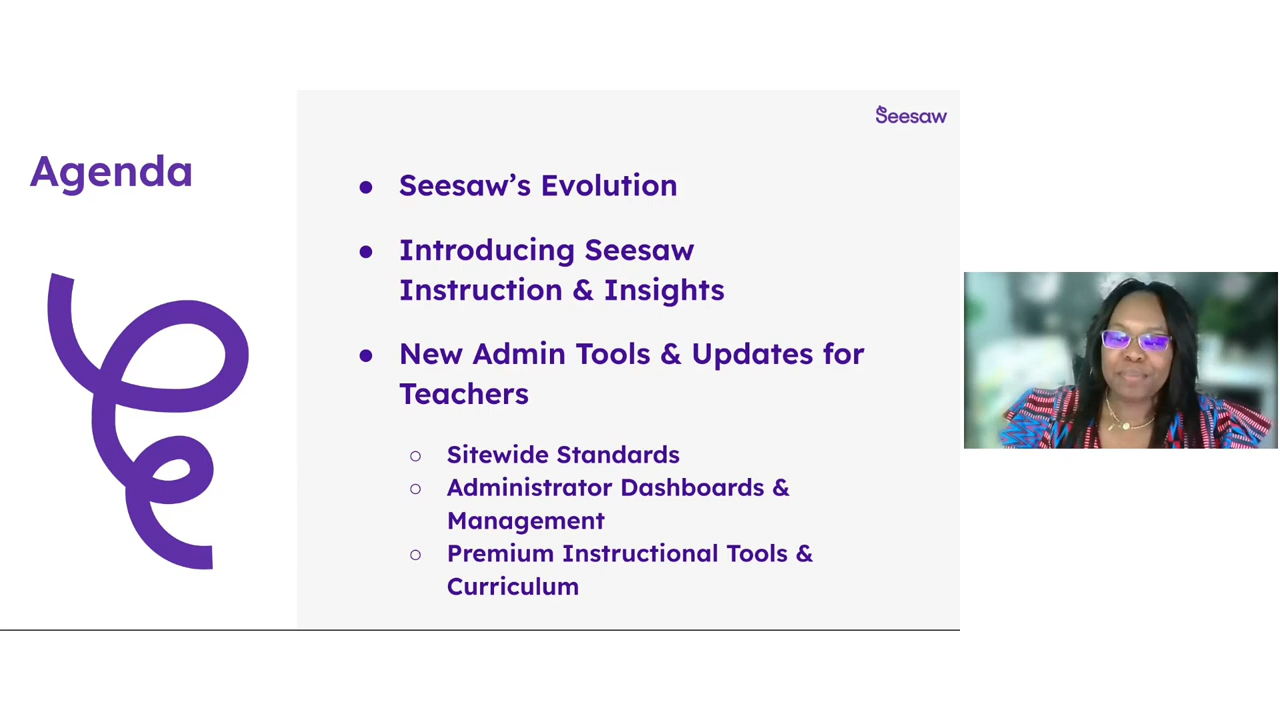 Agenda
Seesaw
● Seesaw’s Evolution
● Introducing Seesaw
Instruction & Insights
● New Admin Tools & Updates for
Teachers
○ Sitewide Standards
○ Administrator Dashboards &
Management
○ Premium Instructional Tools &
Curriculum